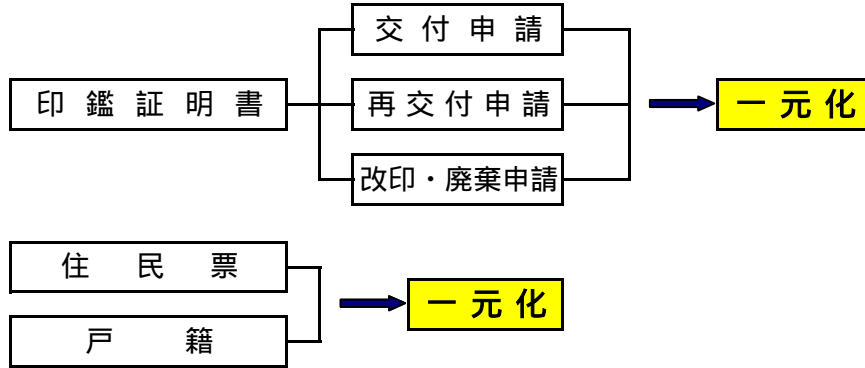 交付申請
印鑑証明書
再交付申請
一元化
改印・廃棄申請
住民票
一元化
戸籍